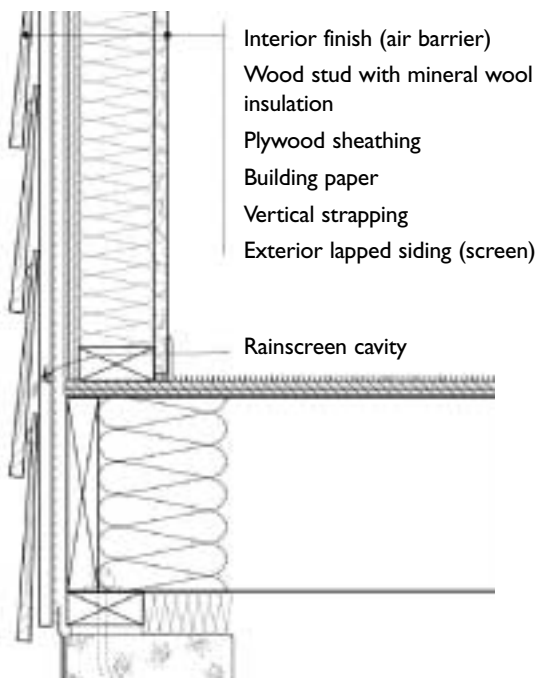 Interior finish (air barrier)
Wood stud with mineral wool
insulation
Plywood sheathing
Building paper
Vertical strapping
Exterior lapped siding (screen)
Rainscreen cavity